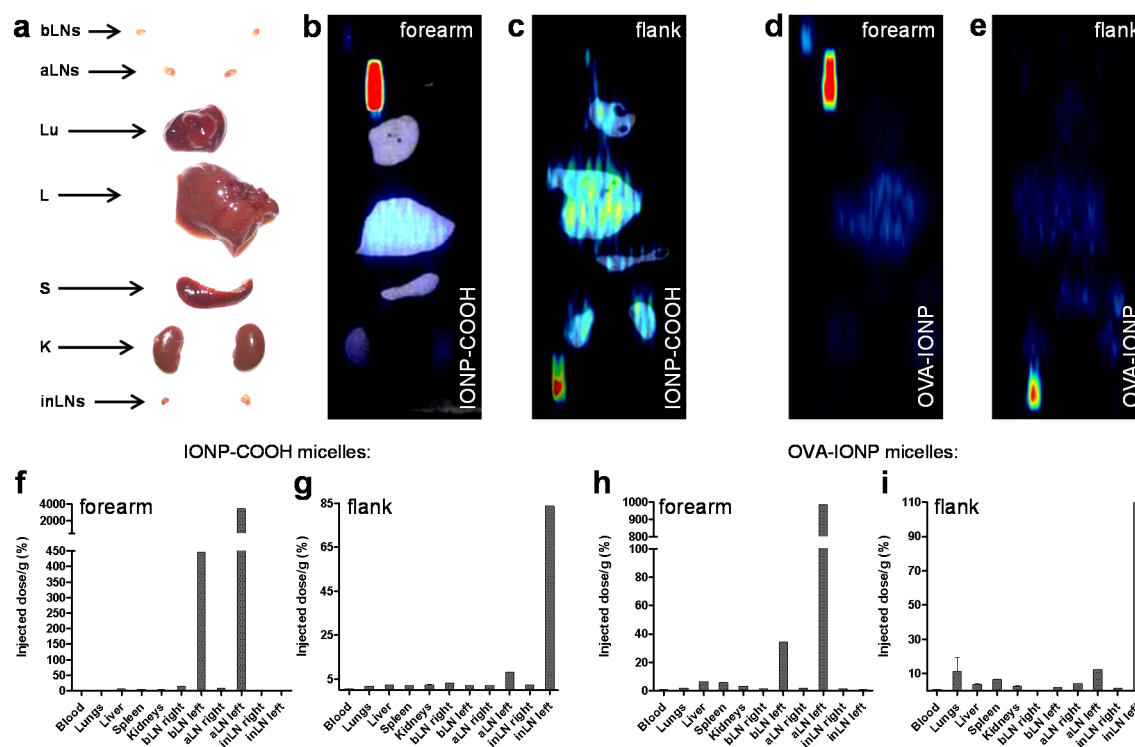 a
bLNs
aLNs
Lu
L
S
K
inLNs
b
forearm
IONP-COOH
c
flank
IONP-COOH
d
forearm
OVA-IONP
e
flank
OVA-IONP
IONP-COOH micelles:
OVA-IONP micelles:
f
forearm
Injected dose/g (%)
4000
2000
450
400
350
300
250
200
150
100
50
0
Blood
Lungs
Liver
Spleen
Kidneys
bLN right
bLN left
aLN right
aLN left
inLN right
inLN left
g
flank
Injected dose/g (%)
85
65
45
25
5
Blood
Lungs
Liver
Spleen
Kidneys
bLN right
bLN left
aLN right
aLN left
inLN right
inLN left
h
forearm
Injected dose/g (%)
1000
900
800
100
80
60
40
20
0
Blood
Lungs
Liver
Spleen
Kidneys
bLN right
bLN left
aLN right
aLN left
inLN right
inLN left
i
flank
Injected dose/g (%)
110
90
70
50
30
10
Blood
Lungs
Liver
Spleen
Kidneys
bLN right
bLN left
aLN right
aLN left
inLN right
inLN left